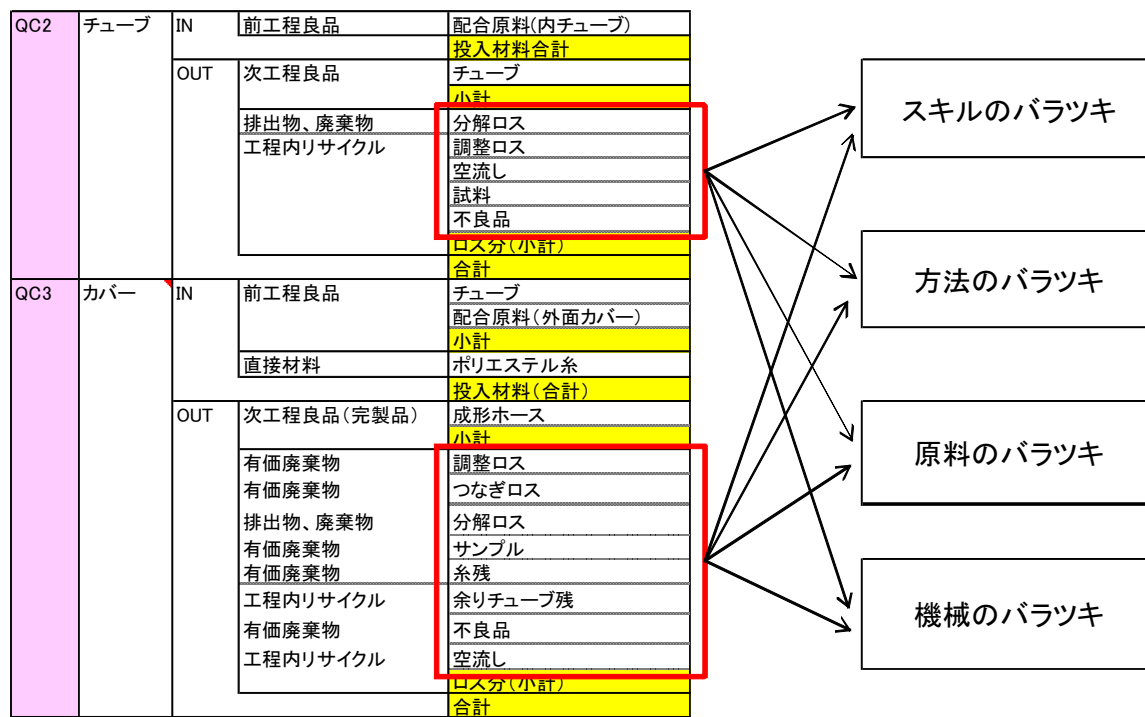 QC2 チューブ IN 前工程良品 配合原料(内チューブ)
投入材料合計
OUT 次工程良品 チューブ
小計
排出物、廃棄物 分解ロス
工程内リサイクル 調整ロス
空流し
試料
不良品
ロス分(小計)
合計
QC3 カバー IN 前工程良品 チューブ
配合原料(外面カバー)
小計
直接材料 ポリエステル糸
投入材料(合計)
OUT 次工程良品(完製品) 成形ホース
小計
有価廃棄物 調整ロス
有価廃棄物 つなぎロス
排出物、廃棄物 分解ロス
有価廃棄物 サンプル
有価廃棄物 糸残
工程内リサイクル 余りチューブ残
有価廃棄物 不良品
工程内リサイクル 空流し
ロス分(小計)
合計
スキルのバラツキ
方法のバラツキ
原料のバラツキ
機械のバラツキ